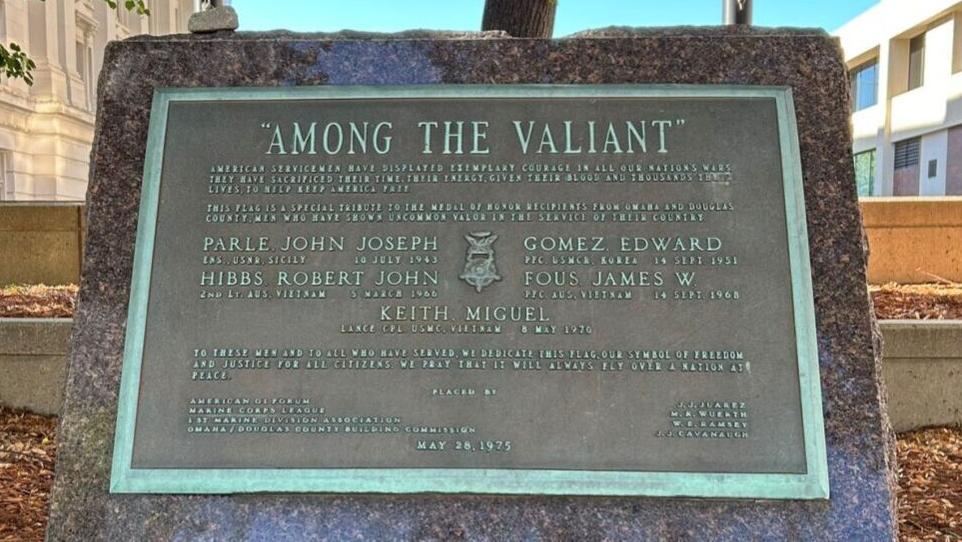 "AMONG THE VALIANT"
AMERICAN SERVICEMEN HAVE DISPLAYED EXEMPLARY COURAGE IN ALL OUR NATION'S WARS.
THEY HAVE SACRIFICED THEIR TIME, THEIR ENERGY, GIVEN THEIR BLOOD AND THOUSANDS THEIR
LIVES, TO HELP KEEP AMERICA FREE.
THIS FLAG IS A SPECIAL TRIBUTE TO THE MEDAL OF HONOR RECIPIENTS FROM OMAHA AND DOUGLAS
COUNTY, MEN WHO HAVE SHOWN UNCOMMON VALOR IN THE SERVICE OF THEIR COUNTRY
PARLE, JOHN JOSEPH GOMEZ, EDWARD
ENS., USNR, SICILY 10 JULY 1943 PFC USMCR, KOREA 14 SEPT 1951
HIBBS, ROBERT JOHN FOUS, JAMES W.
2ND LT. AUS, VIETNAM 5 MARCH 1966 PFC AUS, VIETNAM 14 SEPT. 1968
KEITH, MIGUEL
LANCE CPL USMC, VIETNAM 8 MAY 1970
TO THESE MEN AND TO ALL WHO HAVE SERVED, WE DEDICATE THIS FLAG, OUR SYMBOL OF FREEDOM
AND JUSTICE FOR ALL CITIZENS. WE PRAY THAT IT WILL ALWAYS FLY OVER A NATION AT
PEACE.
PLACED BY
AMERICAN GI FORUM J. J. JUAREZ
MARINE CORPS LEAGUE M. R. WUERTH
1 ST MARINE DIVISION ASSOCIATION W. E. RAMSEY
OMAHA / DOUGLAS COUNTY BUILDING COMMISSION J. J. CAVANAUGH
MAY 28, 1975